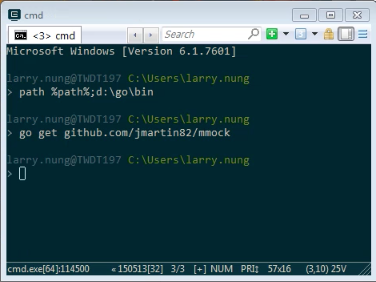 cmd
<3> cmd
Search
Microsoft Windows [Version 6.1.7601]
larry.nung@TWDT197 C:\Users\larry.nung
> path %path%;d:\go\bin
larry.nung@TWDT197 C:\Users\larry.nung
> go get github.com/jmartin82/mmock
larry.nung@TWDT197 C:\Users\larry.nung
>
cmd.exe[64]:114500 «150513[32] 3/3 [+] NUM PRI↕ 57x16 (3,10) 25V